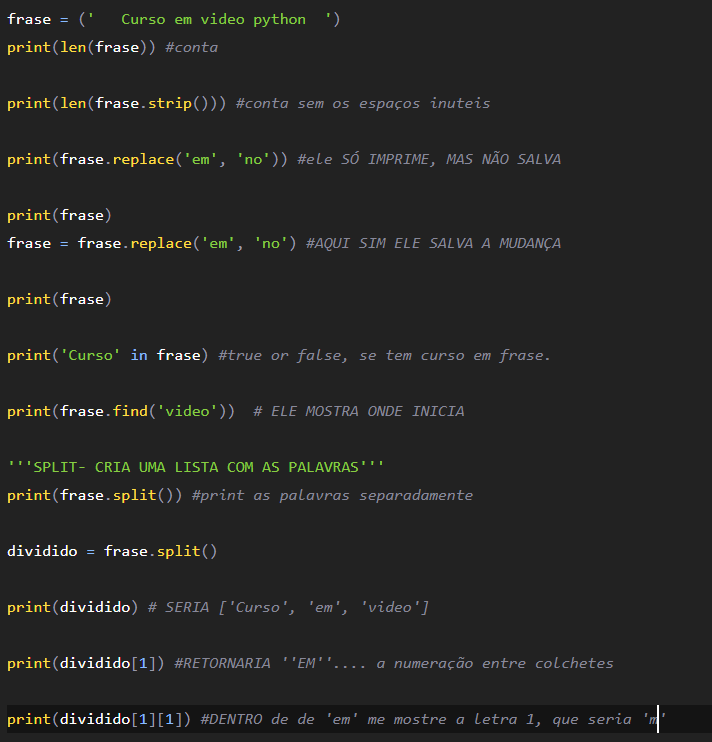 frase = ('   Curso em video python  ')
print(len(frase)) #conta
print(len(frase.strip())) #conta sem os espaços inuteis
print(frase.replace('em', 'no')) #ele SÓ IMPRIME, MAS NÃO SALVA
print(frase)
frase = frase.replace('em', 'no') #AQUI SIM ELE SALVA A MUDANÇA
print(frase)
print('Curso' in frase) #true or false, se tem curso em frase.
print(frase.find('video'))  # ELE MOSTRA ONDE INICIA
'''SPLIT- CRIA UMA LISTA COM AS PALAVRAS'''
print(frase.split()) #print as palavras separadamente
dividido = frase.split()
print(dividido) # SERIA ['Curso', 'em', 'video']
print(dividido[1]) #RETORNARIA ''EM''.... a numeração entre colchetes
print(dividido[1][1]) #DENTRO de de 'em' me mostre a letra 1, que seria 'm'